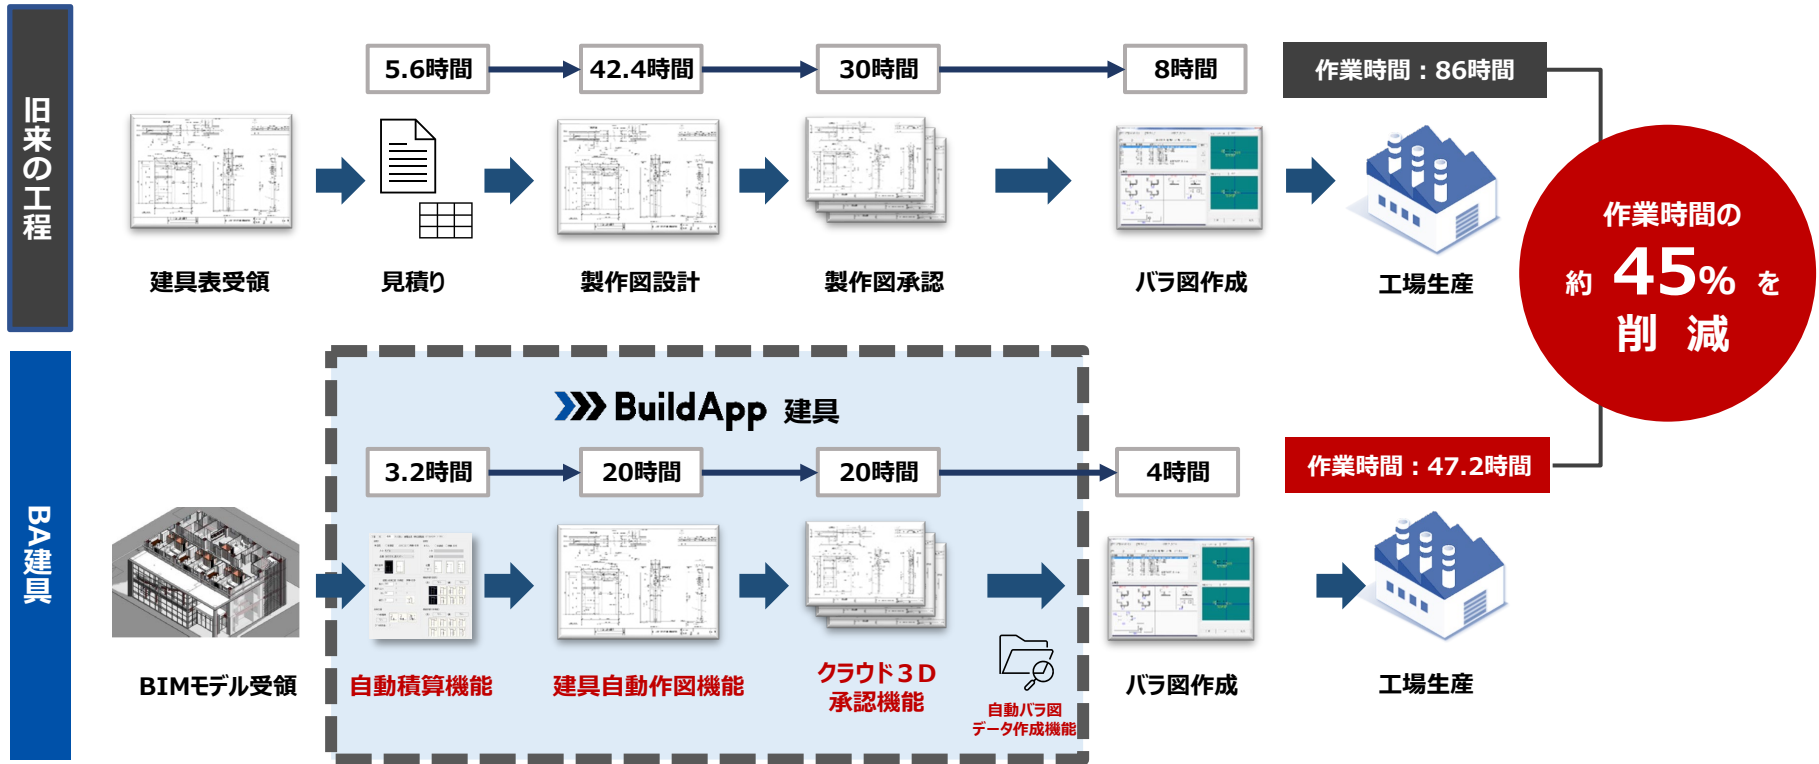 旧来の工程
5.6時間
42.4時間
30時間
8時間
作業時間：86時間
建具表受領
見積り
製作図設計
製作図承認
バラ図作成
工場生産
作業時間の
約 45% を
削 減
BA建具
BuildApp 建具
3.2時間
20時間
20時間
4時間
作業時間：47.2時間
BIMモデル受領
自動積算機能
建具自動作図機能
クラウド３D
承認機能
自動バラ図
データ作成機能
バラ図作成
工場生産